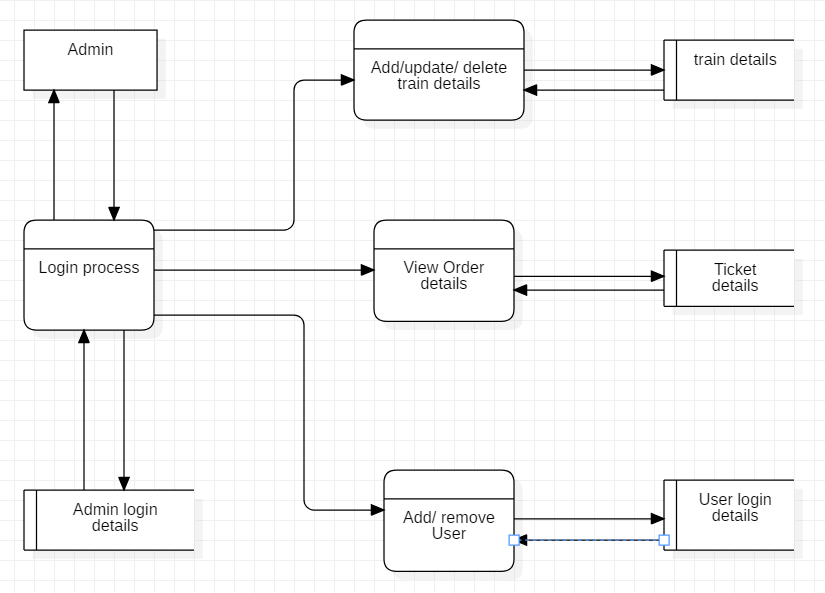 Admin
Add/update/ delete
train details
train details
Login process
View Order
details
Ticket
details
Admin login
details
Add/ remove
User
User login
details